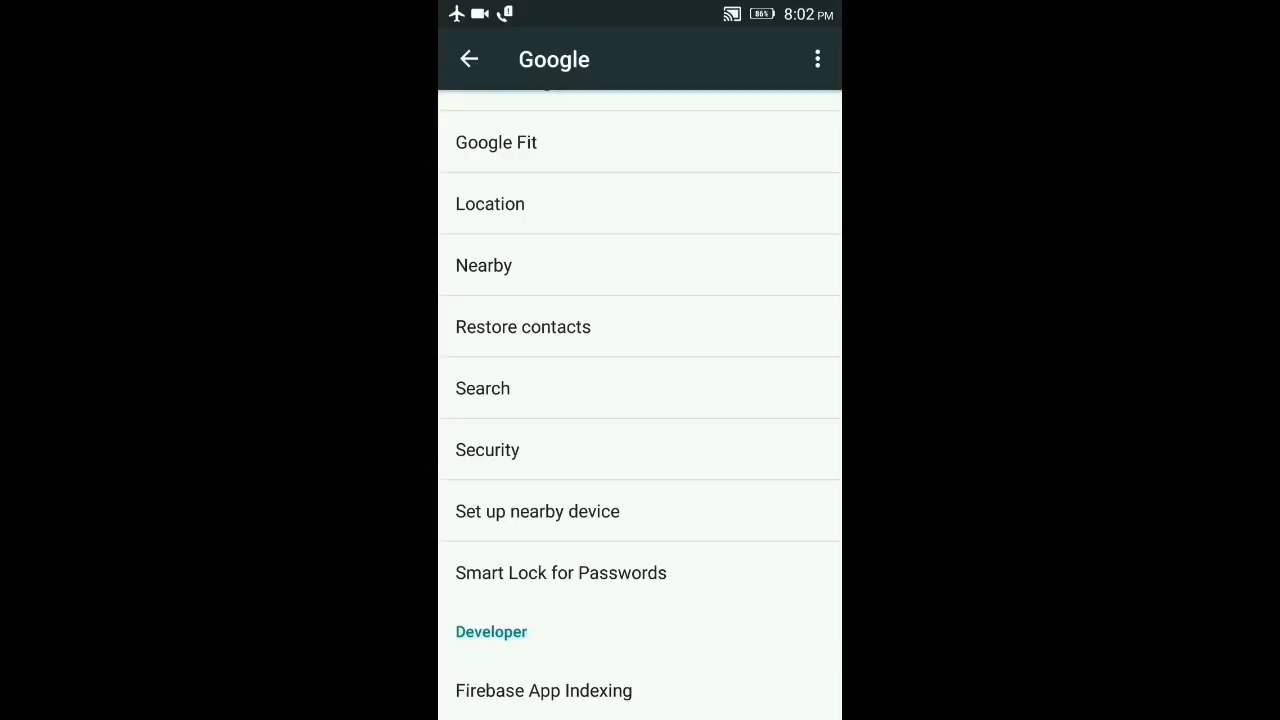 86%
8:02 PM
Google
Google Fit
Location
Nearby
Restore contacts
Search
Security
Set up nearby device
Smart Lock for Passwords
Developer
Firebase App Indexing